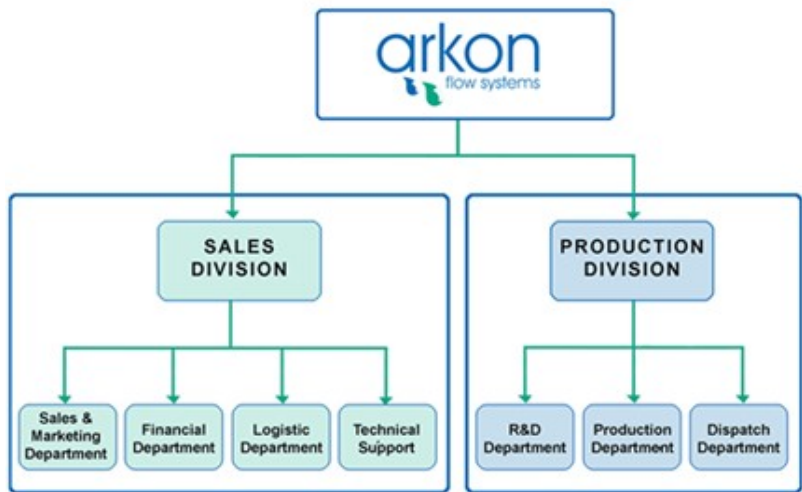 arkon
flow systems
SALES
DIVISION
PRODUCTION
DIVISION
Sales &
Marketing
Department
Financial
Department
Logistic
Department
Technical
Support
R&D
Department
Production
Department
Dispatch
Department